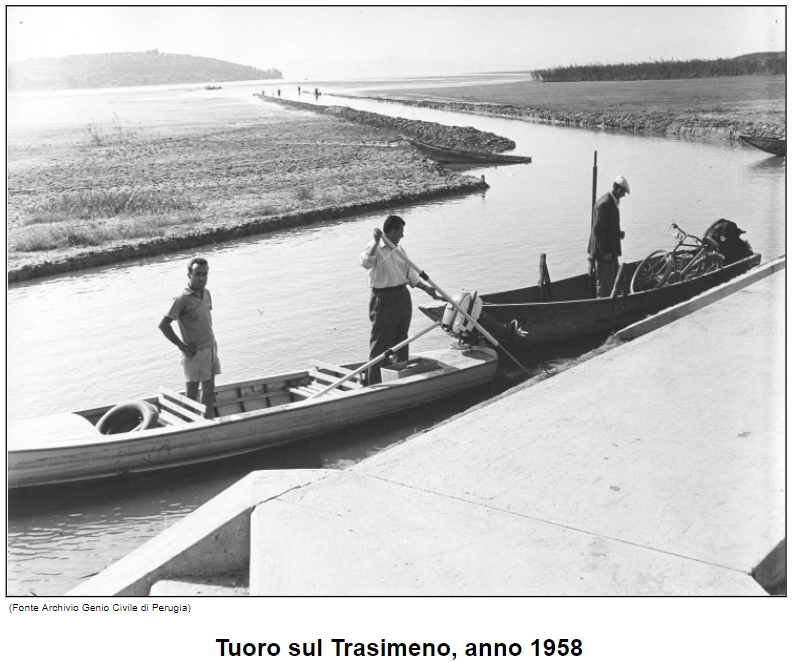 (Fonte Archivio Genio Civile di Perugia)
Tuoro sul Trasimeno, anno 1958